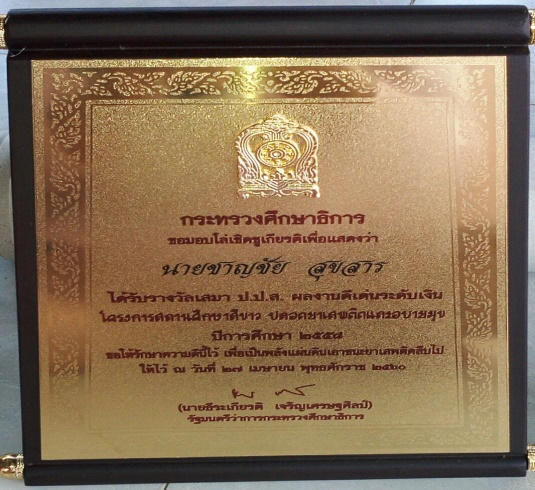 กระทรวงศึกษาธิการ
ขอมอบโล่เชิดชูเกียรติเพื่อแสดงว่า
นายชาญชัย สุขสาร
ได้รับรางวัลเสมา ป.ป.ส. ผลงานดีเด่นระดับเงิน
โครงการสถานศึกษาสีขาว ปลอดยาเสพติดและอบายมุข
ปีการศึกษา ๒๕๕๘
ขอให้รักษาความดีนี้ไว้ เพื่อเป็นพลังแผ่นดินเอาชนะยาเสพติดสืบไป
ให้ไว้ ณ วันที่ ๒๗ เมษายน พุทธศักราช ๒๕๖๐
(นายธีระเกียรติ เจริญเศรษฐศิลป์)
รัฐมนตรีว่าการกระทรวงศึกษาธิการ